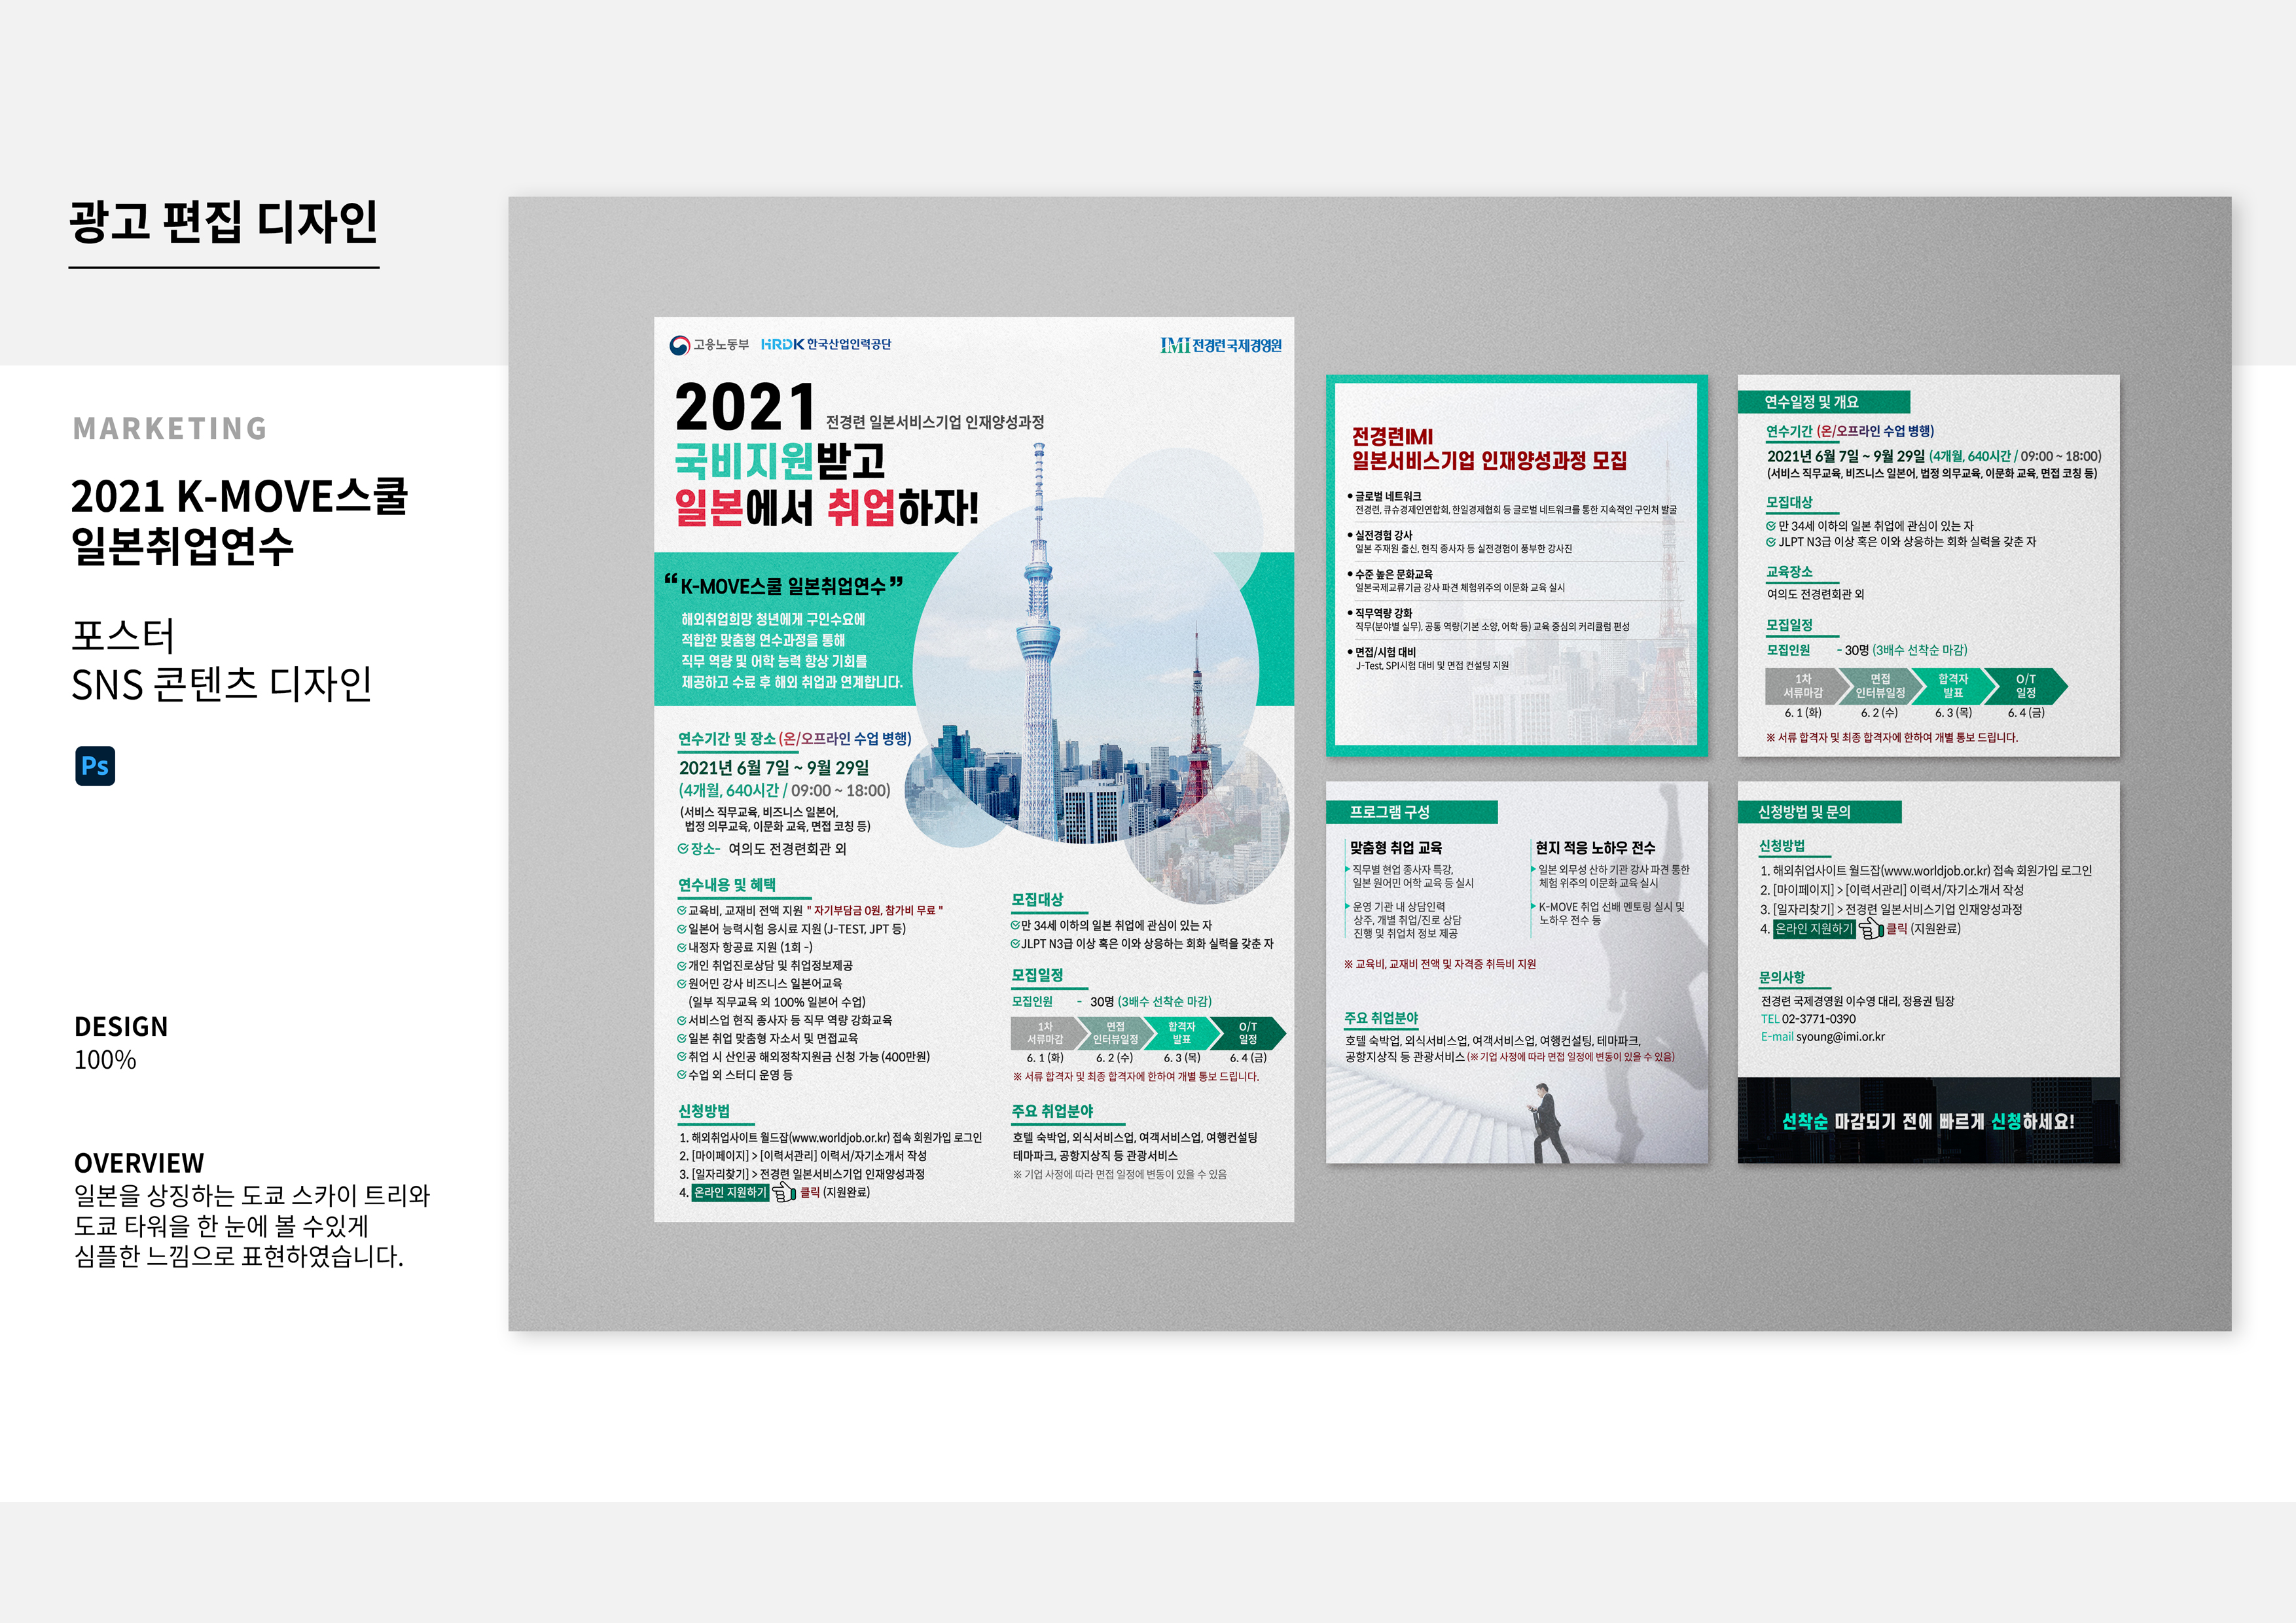 광고 편집 디자인
MARKETING
2021 K-MOVE스쿨
일본취업연수
포스터
SNS 콘텐츠 디자인
Ps
DESIGN
100%
OVERVIEW
일본을 상징하는 도쿄 스카이 트리와
도쿄 타워을 한 눈에 볼 수있게
심플한 느낌으로 표현하였습니다.
고용노동부 HRDK 한국산업인력공단 IMI 전경련국제경영원
2021 전경련 일본서비스기업 인재양성과정
국비지원받고
일본에서 취업하자!
“K-MOVE스쿨 일본취업연수”
해외취업희망 청년에게 구인수요에
적합한 맞춤형 연수과정을 통해
직무 역량 및 어학 능력 향상 기회를
제공하고 수료 후 해외 취업과 연계합니다.
연수기간 및 장소 (온/오프라인 수업 병행)
2021년 6월 7일 ~ 9월 29일
(4개월, 640시간 / 09:00 ~ 18:00)
(서비스 직무교육, 비즈니스 일본어,
법정 의무교육, 이문화 교육, 면접 코칭 등)
장소- 여의도 전경련회관 외
연수내용 및 혜택
교육비, 교재비 전액 지원 " 자기부담금 0원, 참가비 무료 "
일본어 능력시험 응시료 지원 (J-TEST, JPT 등)
내정자 항공료 지원 (1회 -)
개인 취업진로상담 및 취업정보제공
원어민 강사 비즈니스 일본어교육
(일부 직무교육 외 100% 일본어 수업)
서비스업 현직 종사자 등 직무 역량 강화교육
일본 취업 맞춤형 자소서 및 면접교육
취업 시 산인공 해외정착지원금 신청 가능 (400만원)
수업 외 스터디 운영 등
신청방법
1. 해외취업사이트 월드잡(www.worldjob.or.kr) 접속 회원가입 로그인
2. [마이페이지] > [이력서관리] 이력서/자기소개서 작성
3. [일자리찾기] > 전경련 일본서비스기업 인재양성과정
4. 온라인 지원하기 클릭 (지원완료)
모집대상
만 34세 이하의 일본 취업에 관심이 있는 자
JLPT N3급 이상 혹은 이와 상응하는 회화 실력을 갖춘 자
모집일정
모집인원 - 30명 (3배수 선착순 마감)
1차 면접 합격자 O/T
서류마감 인터뷰일정 발표 일정
6. 1 (화) 6. 2 (수) 6. 3 (목) 6. 4 (금)
※ 서류 합격자 및 최종 합격자에 한하여 개별 통보 드립니다.
주요 취업분야
호텔 숙박업, 외식서비스업, 여객서비스업, 여행컨설팅
테마파크, 공항지상직 등 관광서비스
※ 기업 사정에 따라 면접 일정에 변동이 있을 수 있음
전경련IMI
일본서비스기업 인재양성과정 모집
• 글로벌 네트워크
전경련, 큐슈경제인연합회, 한일경제협회 등 글로벌 네트워크를 통한 지속적인 구인처 발굴
• 실전경험 강사
일본 주재원 출신, 현직 종사자 등 실전경험이 풍부한 강사진
• 수준 높은 문화교육
일본국제교류기금 강사 파견 체험위주의 이문화 교육 실시
• 직무역량 강화
직무(분야별 실무), 공통 역량(기본 소양, 어학 등) 교육 중심의 커리큘럼 편성
• 면접/시험 대비
J-Test, SPI시험 대비 및 면접 컨설팅 지원
연수일정 및 개요
연수기간 (온/오프라인 수업 병행)
2021년 6월 7일 ~ 9월 29일 (4개월, 640시간 / 09:00 ~ 18:00)
(서비스 직무교육, 비즈니스 일본어, 법정 의무교육, 이문화 교육, 면접 코칭 등)
모집대상
만 34세 이하의 일본 취업에 관심이 있는 자
JLPT N3급 이상 혹은 이와 상응하는 회화 실력을 갖춘 자
교육장소
여의도 전경련회관 외
모집일정
모집인원 - 30명 (3배수 선착순 마감)
1차 면접 합격자 O/T
서류마감 인터뷰일정 발표 일정
6. 1 (화) 6. 2 (수) 6. 3 (목) 6. 4 (금)
※ 서류 합격자 및 최종 합격자에 한하여 개별 통보 드립니다.
프로그램 구성
맞춤형 취업 교육
직무별 현업 종사자 특강,
일본 원어민 어학 교육 등 실시
운영 기관 내 상담인력
상주, 개별 취업/진로 상담
진행 및 취업처 정보 제공
현지 적응 노하우 전수
일본 외무성 산하 기관 강사 파견 통한
체험 위주의 이문화 교육 실시
K-MOVE 취업 선배 멘토링 실시 및
노하우 전수 등
※ 교육비, 교재비 전액 및 자격증 취득비 지원
주요 취업분야
호텔 숙박업, 외식서비스업, 여객서비스업, 여행컨설팅, 테마파크,
공항지상직 등 관광서비스 (※ 기업 사정에 따라 면접 일정에 변동이 있을 수 있음)
신청방법 및 문의
신청방법
1. 해외취업사이트 월드잡(www.worldjob.or.kr) 접속 회원가입 로그인
2. [마이페이지] > [이력서관리] 이력서/자기소개서 작성
3. [일자리찾기] > 전경련 일본서비스기업 인재양성과정
4. 온라인 지원하기 클릭 (지원완료)
문의사항
전경련 국제경영원 이수영 대리, 정용권 팀장
TEL 02-3771-0390
E-mail syoung@imi.or.kr
선착순 마감되기 전에 빠르게 신청하세요!